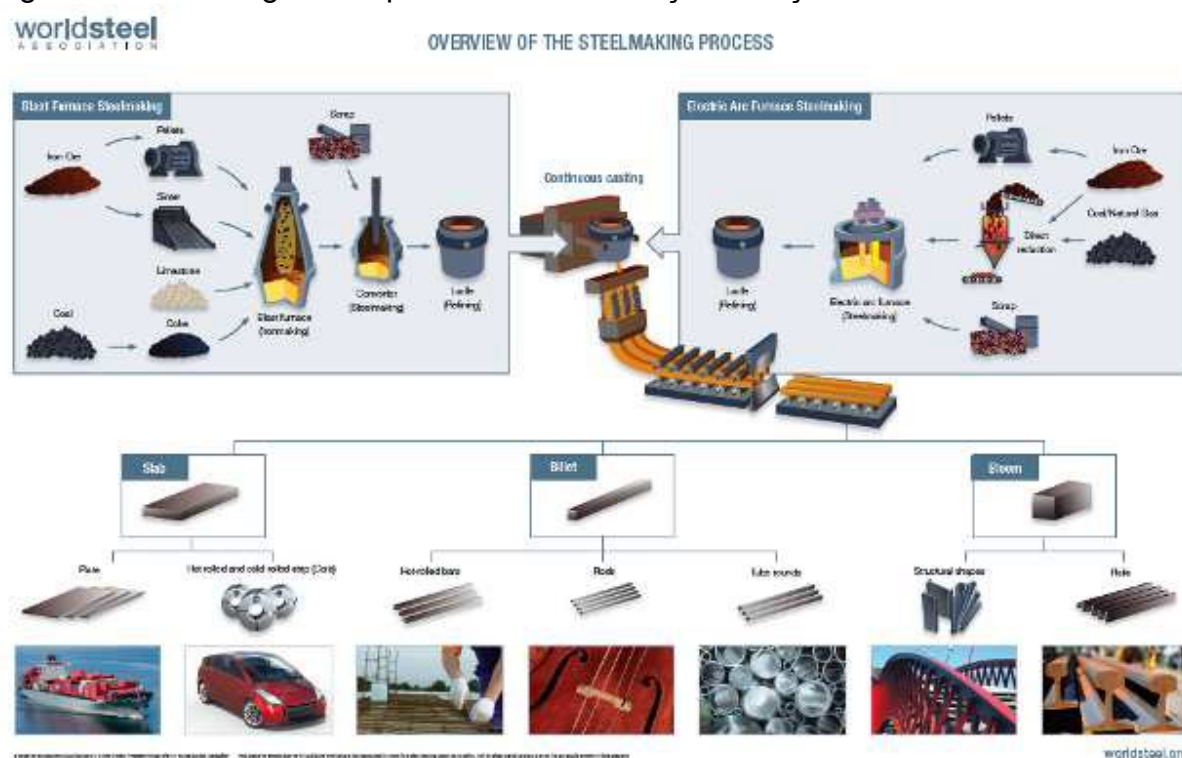 worldsteel
ASSOCIATION
OVERVIEW OF THE STEELMAKING PROCESS
Blast Furnace Steelmaking
Iron Ore
Pellets
Sinter
Limestone
Coal
Coke
Blast furnace
(Ironmaking)
Scrap
Converter
(Steelmaking)
Ladle
(Refining)
Continuous casting
Electric Arc Furnace Steelmaking
Pellets
Iron Ore
Coal/Natural Gas
Direct
reduction
Scrap
Electric arc furnace
(Steelmaking)
Ladle
(Refining)
Slab
Billet
Bloom
Plate
Hot rolled and cold rolled strip (Coils)
Hot-rolled bars
Rods
Tube rounds
Structural shapes
Rails